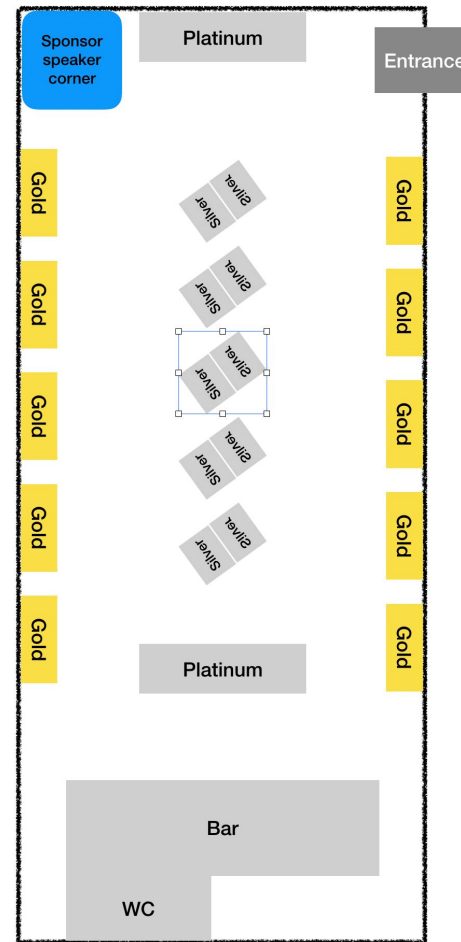 Sponsor
speaker
corner
Platinum
Entrance
Gold
Silver
Silver
Gold
Gold
Silver
Silver
Gold
Gold
Silver
Silver
Gold
Gold
Silver
Silver
Gold
Gold
Silver
Silver
Gold
Platinum
Bar
WC